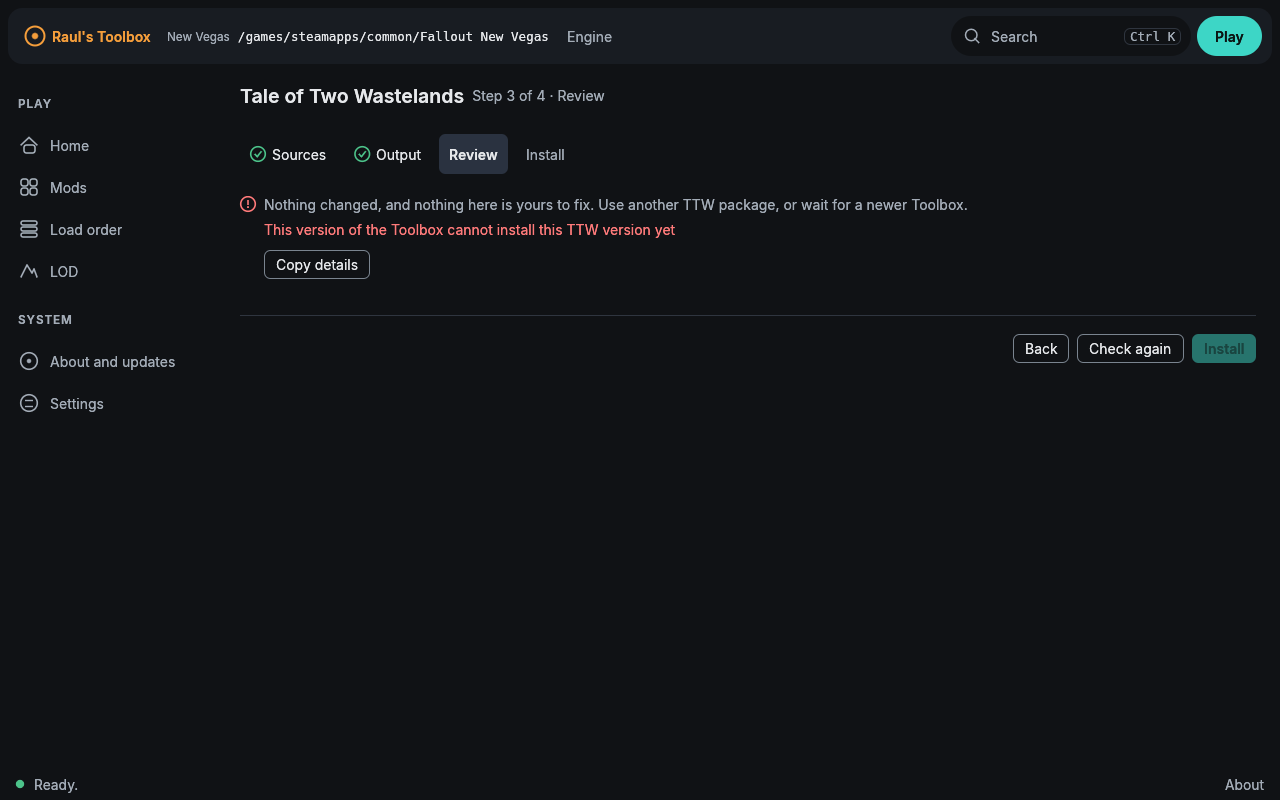 Raul's Toolbox New Vegas /games/steamapps/common/Fallout New Vegas Engine Search Ctrl K Play
PLAY
Home
Mods
Load order
LOD
SYSTEM
About and updates
Settings
Tale of Two Wastelands Step 3 of 4 · Review
Sources Output Review Install
Nothing changed, and nothing here is yours to fix. Use another TTW package, or wait for a newer Toolbox.
This version of the Toolbox cannot install this TTW version yet
Copy details
Back Check again Install
Ready. About